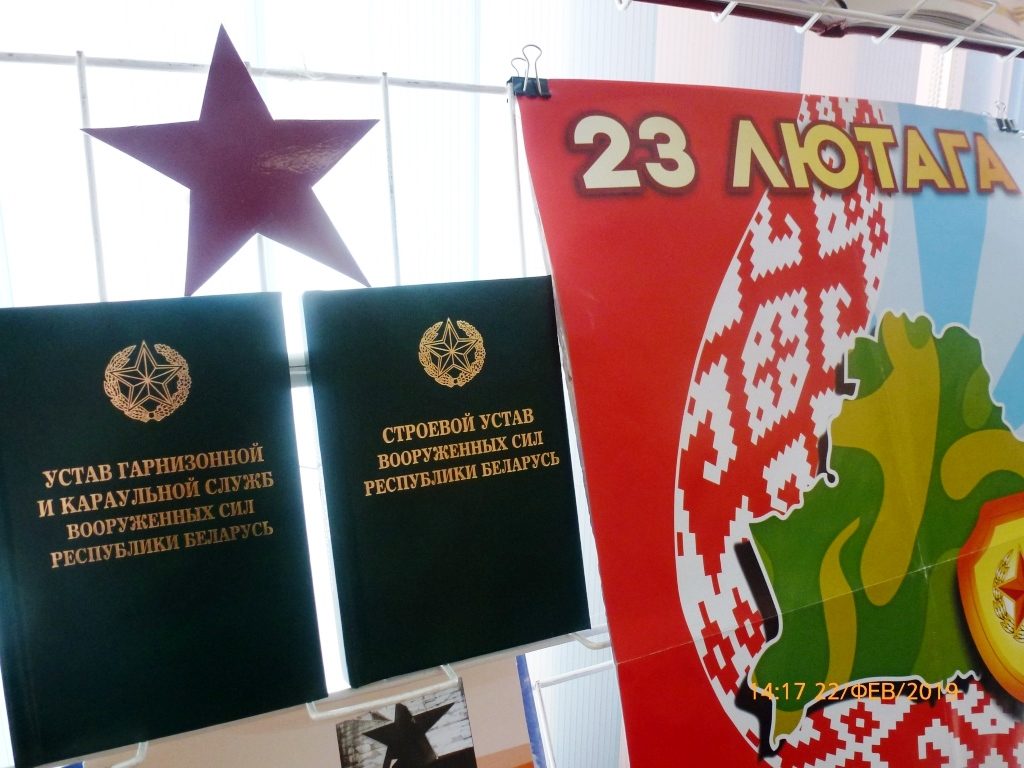 23 ЛЮТАГА
УСТАВ ГАРНИЗОННОЙ
И КАРАУЛЬНОЙ СЛУЖБ
ВООРУЖЕННЫХ СИЛ
РЕСПУБЛИКИ БЕЛАРУСЬ
СТРОЕВОЙ УСТАВ
ВООРУЖЕННЫХ СИЛ
РЕСПУБЛИКИ БЕЛАРУСЬ
14:17 22/ФЕВ/2019